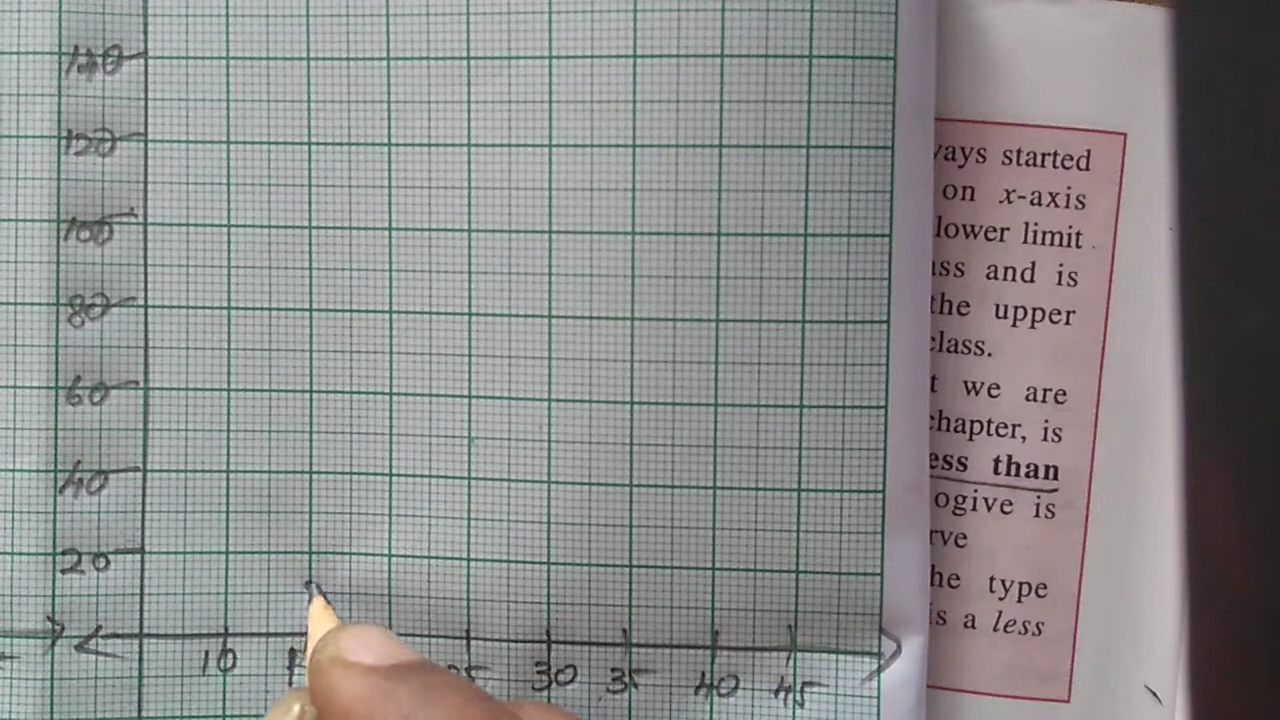 140
120
100
80
60
40
20
10 30 35 40 45
ays started
on x-axis
lower limit
ss and is
the upper
class.
t we are
chapter, is
ess than
ogive is
rve
he type
s a less